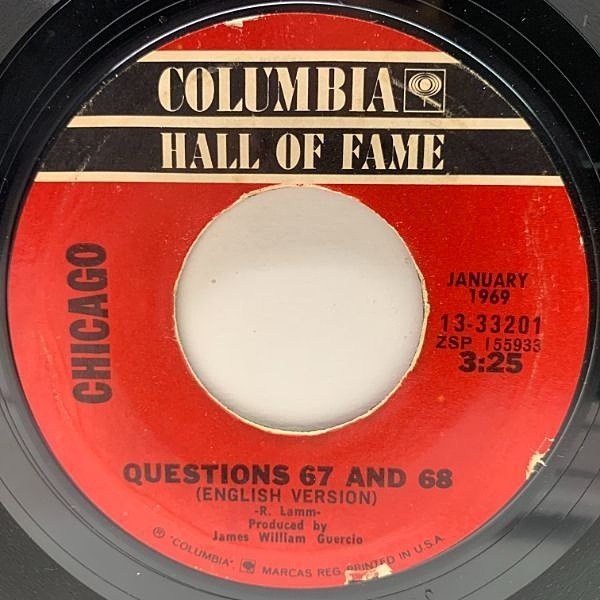 COLUMBIA
HALL OF FAME
CHICAGO
JANUARY
1969
13-33201
ZSP 155933
3:25
QUESTIONS 67 AND 68
(ENGLISH VERSION)
-R. Lamm-
Produced by
James William Guercio
℗ "COLUMBIA", MARCAS REG. PRINTED IN U.S.A.